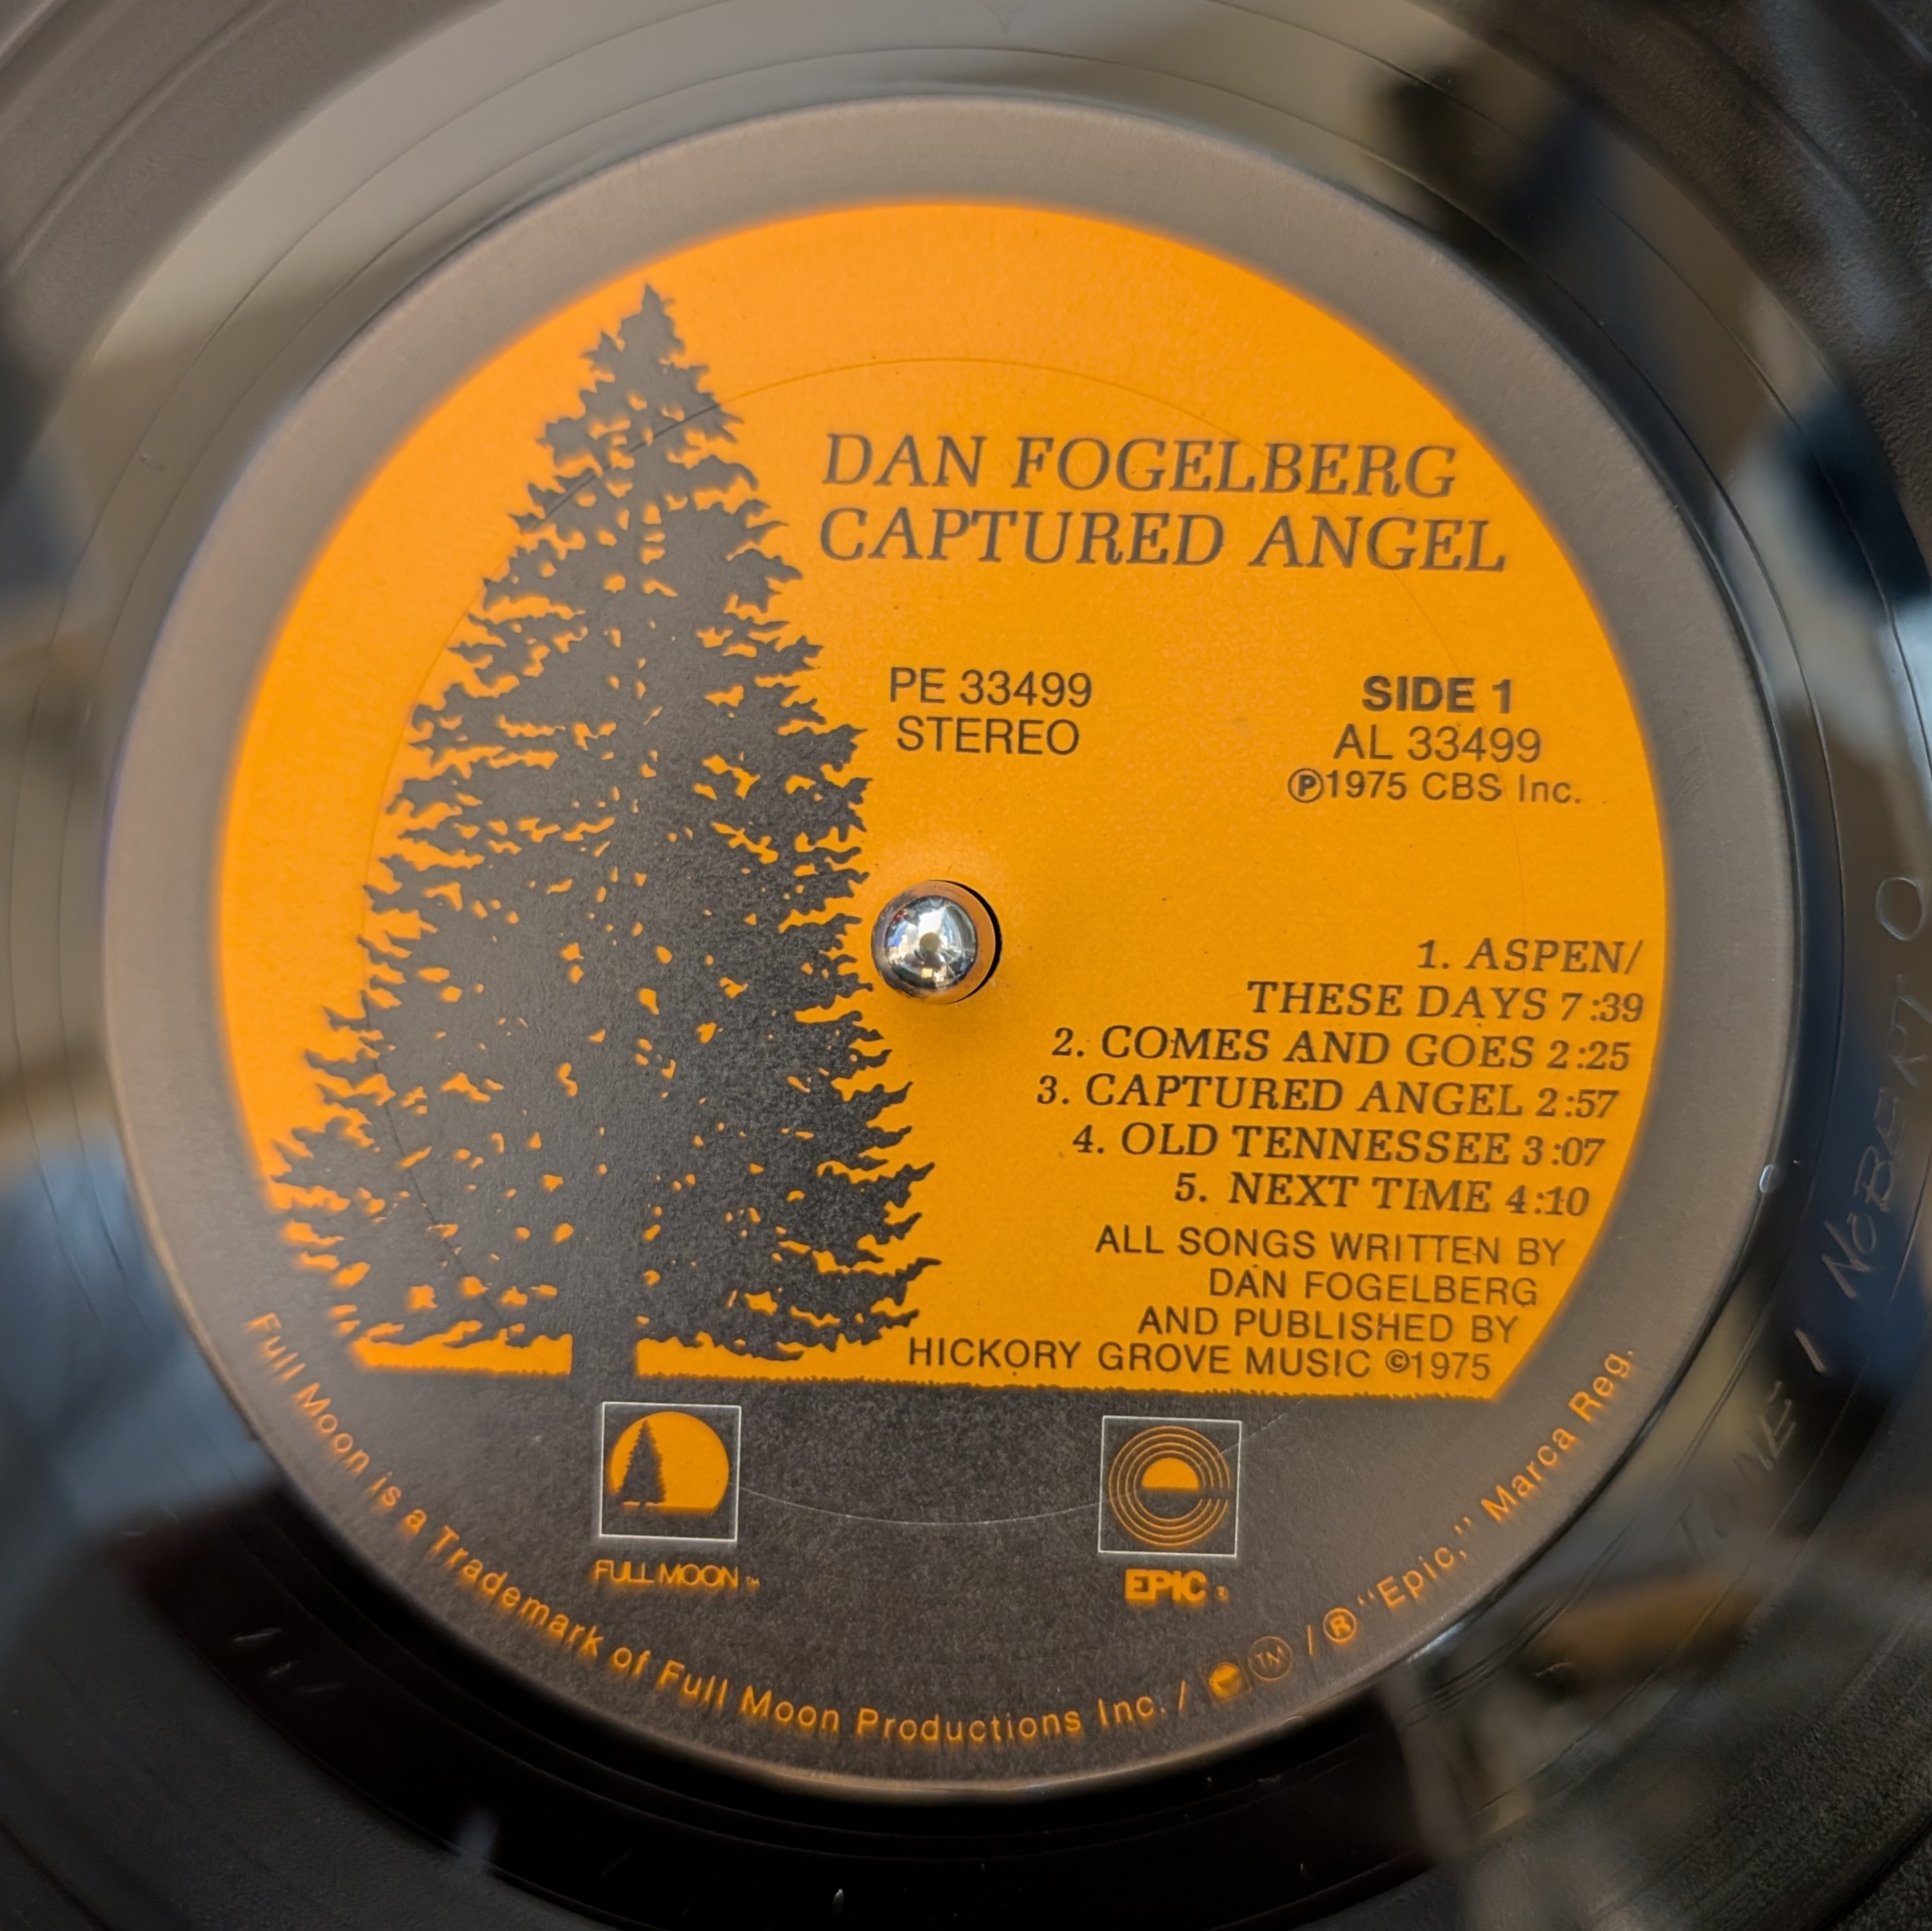 DAN FOGELBERG
CAPTURED ANGEL
PE 33499
STEREO
SIDE 1
AL 33499
Ⓟ1975 CBS Inc.
1. ASPEN/
THESE DAYS 7:39
2. COMES AND GOES 2:25
3. CAPTURED ANGEL 2:57
4. OLD TENNESSEE 3:07
5. NEXT TIME 4:10
ALL SONGS WRITTEN BY
DAN FOGELBERG
AND PUBLISHED BY
HICKORY GROVE MUSIC ©1975
FULL MOON™
EPIC®
Full Moon is a Trademark of Full Moon Productions Inc. / ™ / ® "Epic," Marca Reg.